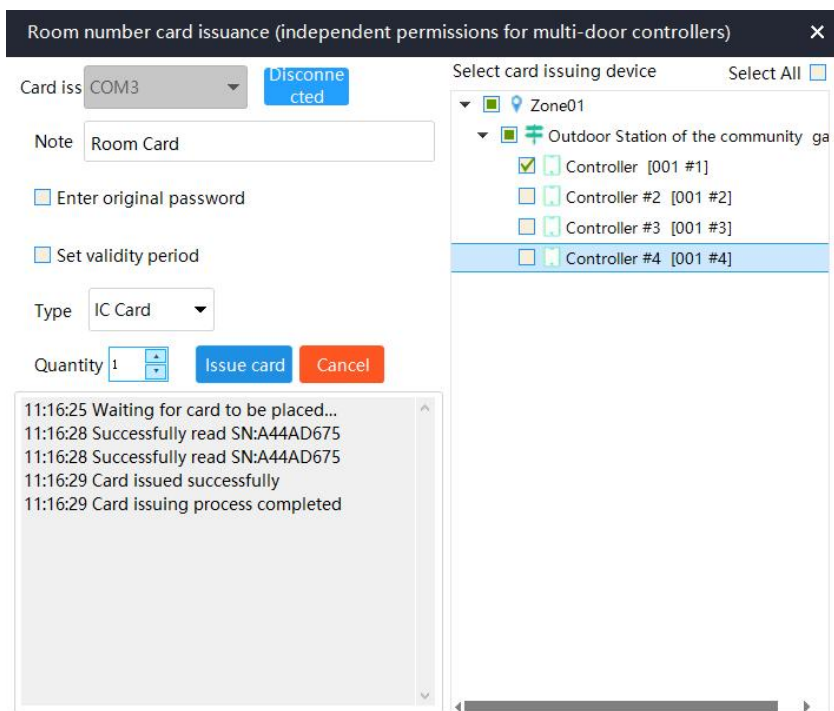 Room number card issuance (independent permissions for multi-door controllers)
Card iss COM3
Disconne
cted
Note Room Card
Enter original password
Set validity period
Type IC Card
Quantity 1 Issue card Cancel
11:16:25 Waiting for card to be placed...
11:16:28 Successfully read SN:A44AD675
11:16:28 Successfully read SN:A44AD675
11:16:29 Card issued successfully
11:16:29 Card issuing process completed
Select card issuing device Select All
Zone01
Outdoor Station of the community ga
Controller [001 #1]
Controller #2 [001 #2]
Controller #3 [001 #3]
Controller #4 [001 #4]